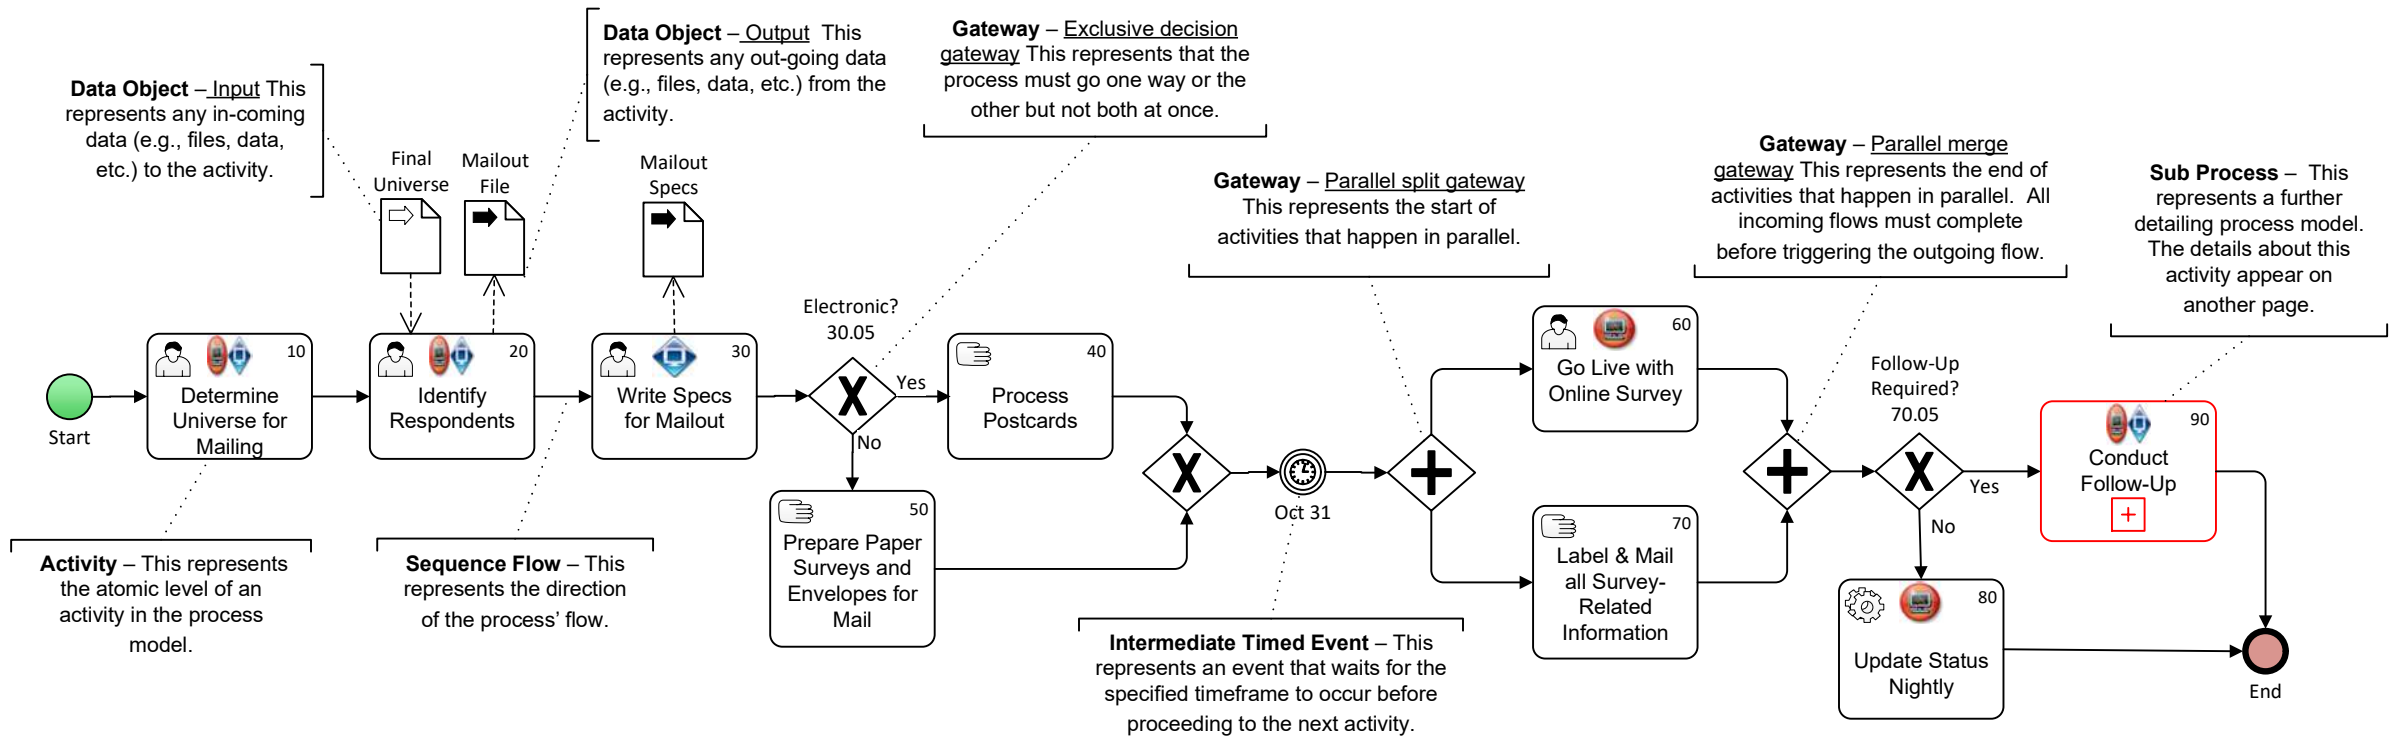 Data Object – Input This
represents any in-coming
data (e.g., files, data,
etc.) to the activity.
Data Object – Output  This
represents any out-going data
(e.g., files, data, etc.) from the
activity.
Gateway – Exclusive decision
gateway This represents that the
process must go one way or the
other but not both at once.
Gateway – Parallel split gateway
This represents the start of
activities that happen in parallel.
Gateway – Parallel merge
gateway This represents the end of
activities that happen in parallel.  All
incoming flows must complete
before triggering the outgoing flow.
Sub Process –  This
represents a further
detailing process model.
The details about this
activity appear on
another page.
Final
Universe
Mailout
File
Mailout
Specs
Start
10
Determine
Universe for
Mailing
20
Identify
Respondents
30
Write Specs
for Mailout
Electronic?
30.05
X
Yes
No
40
Process
Postcards
50
Prepare Paper
Surveys and
Envelopes for
Mail
X
Oct 31
60
Go Live with
Online Survey
70
Label & Mail
all Survey-
Related
Information
Follow-Up
Required?
70.05
X
Yes
No
80
Update Status
Nightly
90
Conduct
Follow-Up
End
Activity – This represents
the atomic level of an
activity in the process
model.
Sequence Flow – This
represents the direction
of the process’ flow.
Intermediate Timed Event – This
represents an event that waits for the
specified timeframe to occur before
proceeding to the next activity.